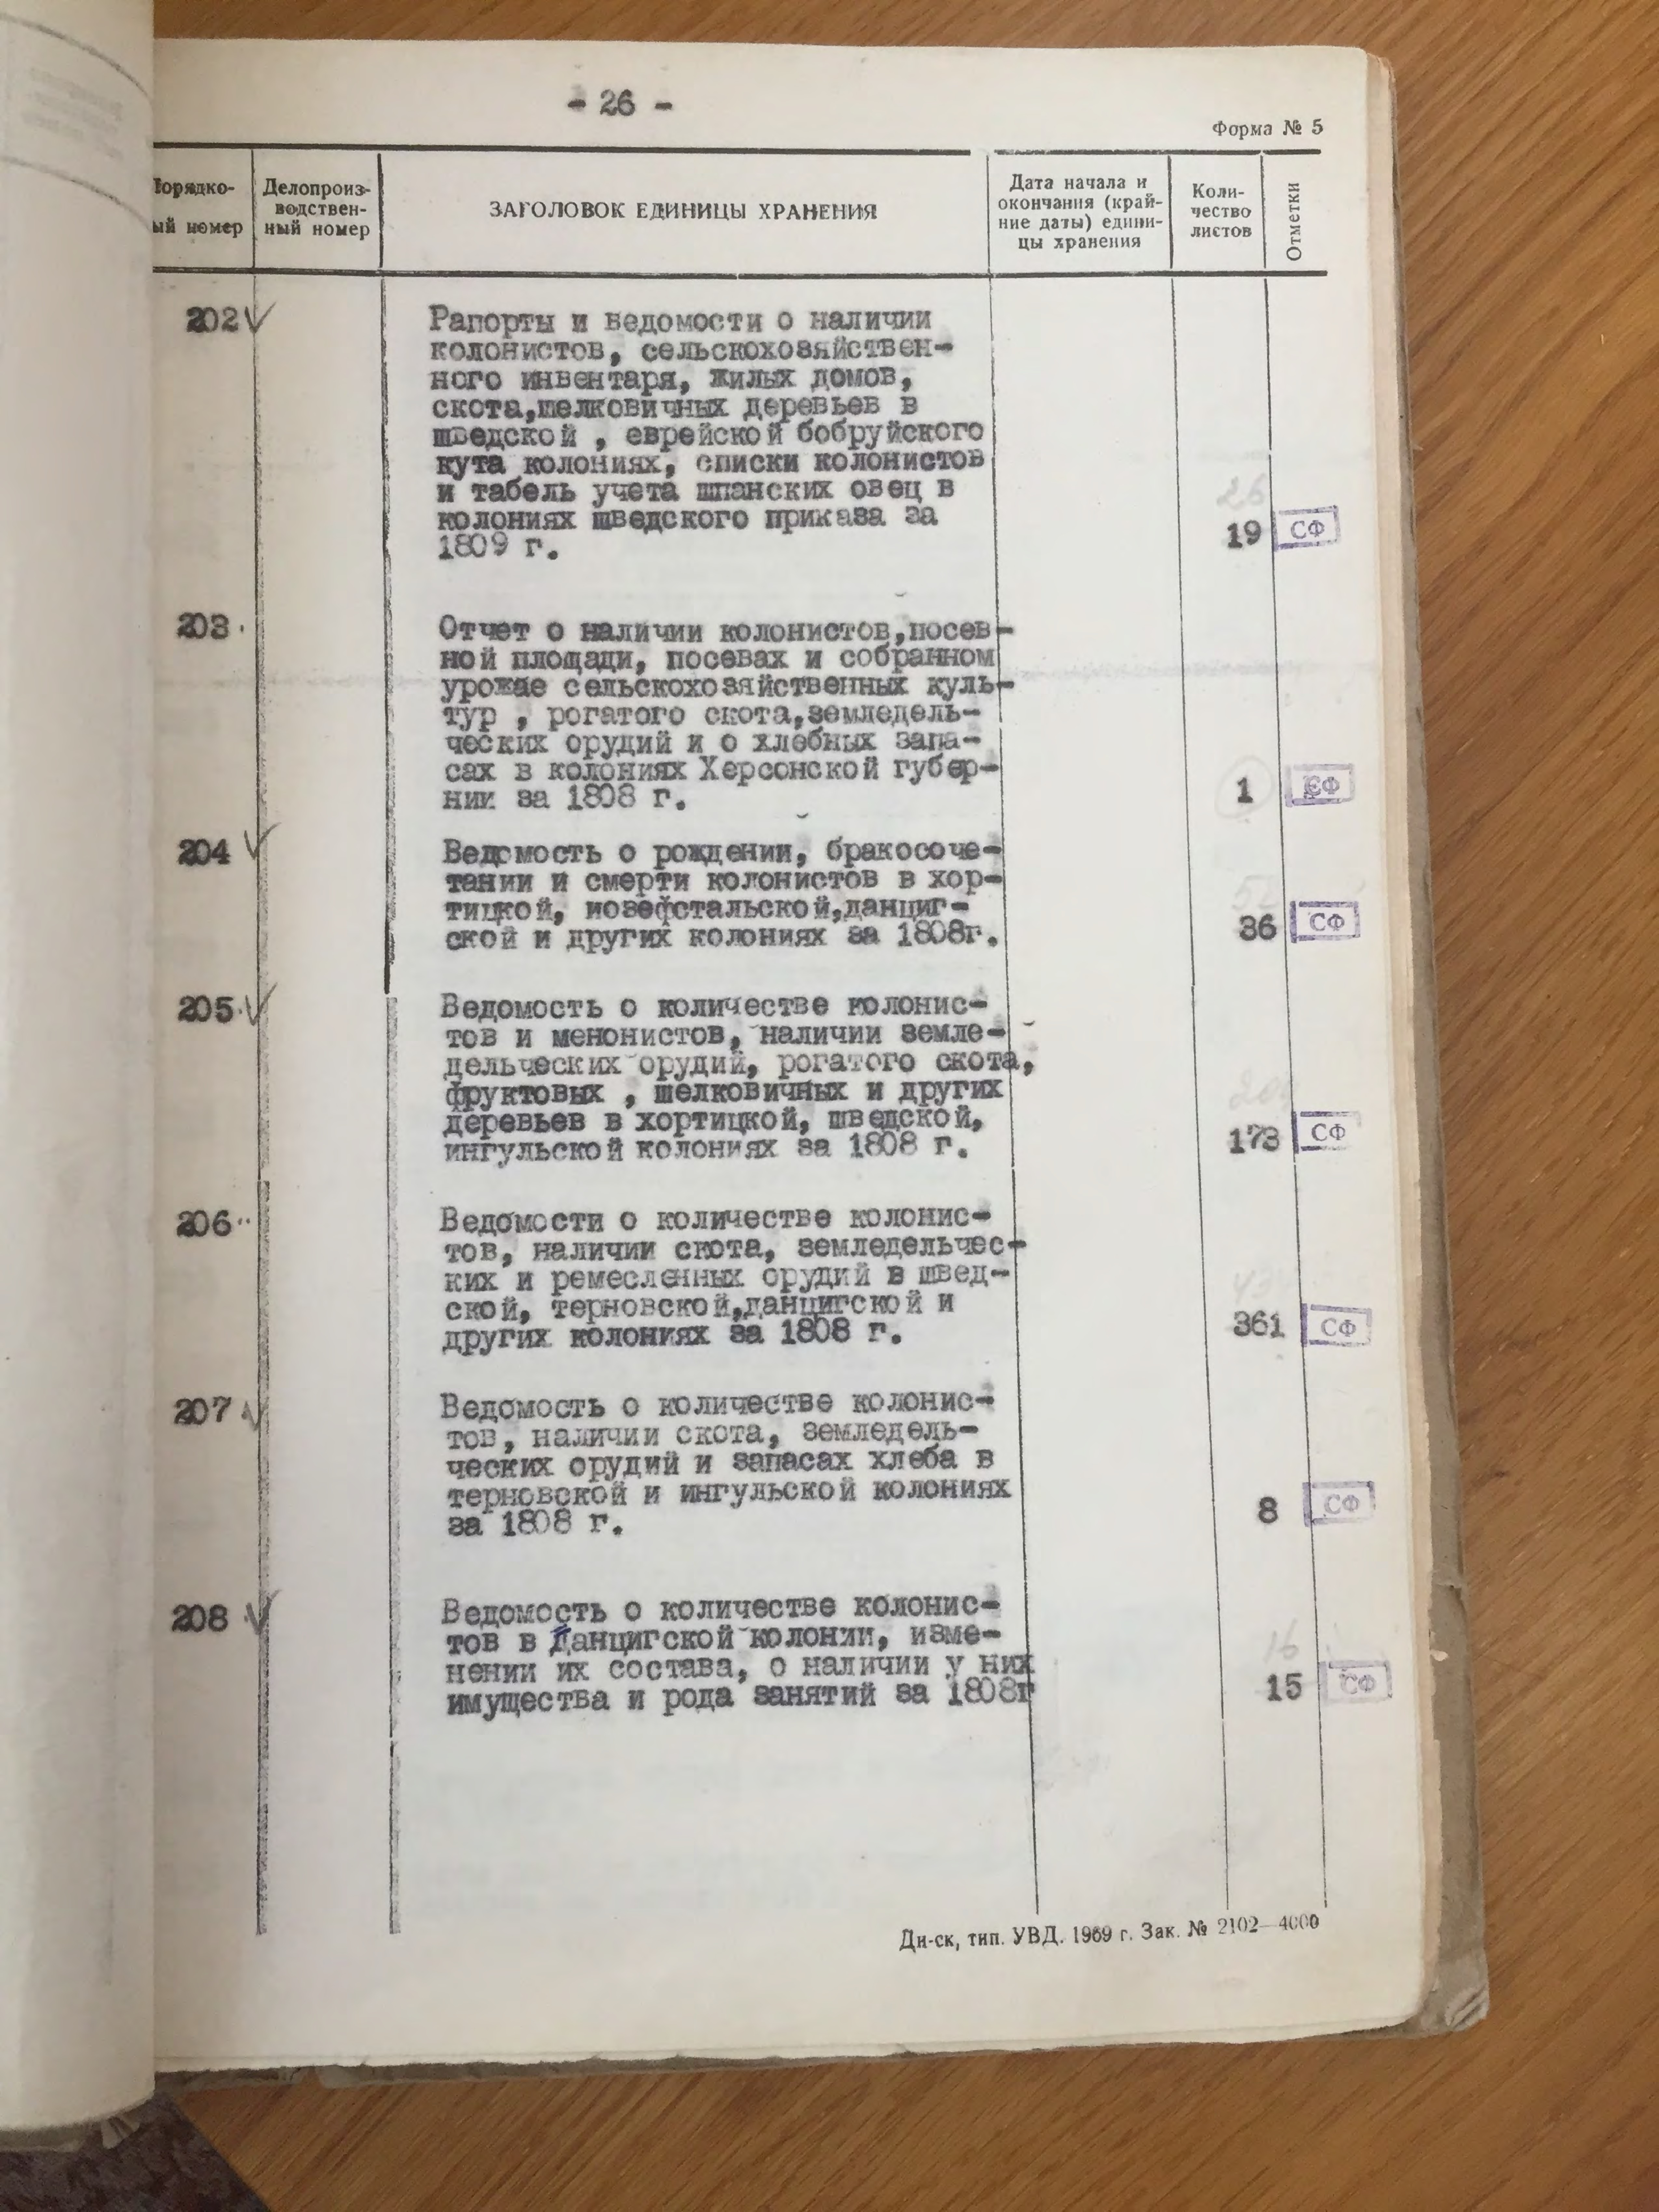 - 26 -
Форма № 5
Порядко-
ый номер
Делопроиз-
водствен-
ный номер
ЗАГОЛОВОК ЕДИНИЦЫ ХРАНЕНИЯ
Дата начала и
окончания (край-
ние даты) едини-
цы хранения
Коли-
чество
листов
Отметки
202
Рапорты и ведомости о наличии
колонистов, сельскохозяйствен-
ного инвентаря, жилых домов,
скота,шелковичных деревьев в
шведской , еврейской бобруйского
кута колониях, списки колонистов
и табель учета шпанских овец в
колониях шведского приказа за
1809 г.
26
19 СФ
203
Отчет о наличии колонистов,посев-
ной площади, посевах и собранном
урожае сельскохозяйственных куль-
тур , рогатого скота,земледель-
ческих орудий и о хлебных запа-
сах в колониях Херсонской губер-
нии за 1808 г.
1 СФ
204
Ведомость о рождении, бракосоче-
тании и смерти колонистов в хор-
тицкой, иозефстальской,данциг-
ской и других колониях за 1808г.
36 СФ
205
Ведомость о количестве колонис-
тов и менонистов, наличии земле-
дельческих орудий, рогатого скота,
фруктовых , шелковичных и других
деревьев в хортицкой, шведской,
ингульской колониях за 1808 г.
173 СФ
206
Ведомости о количестве колонис-
тов, наличии скота, земледельчес-
ких и ремесленных орудий в швед-
ской, терновской,данцигской и
других колониях за 1808 г.
361 СФ
207
Ведомость о количестве колонис-
тов, наличии скота, земледель-
ческих орудий и запасах хлеба в
терновской и ингульской колониях
за 1808 г.
8 СФ
208
Ведомость о количестве колонис-
тов в Данцигской колонии, изме-
нении их состава, о наличии у них
имущества и рода занятий за 1808г
16
15 СФ
Дн-ск, тип. УВД. 1969 г. Зак. № 2102—4000